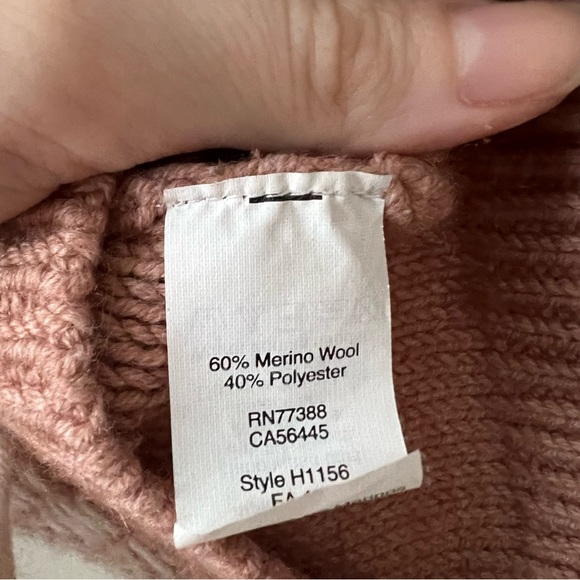 60% Merino Wool
40% Polyester
RN77388
CA56445
Style H1156